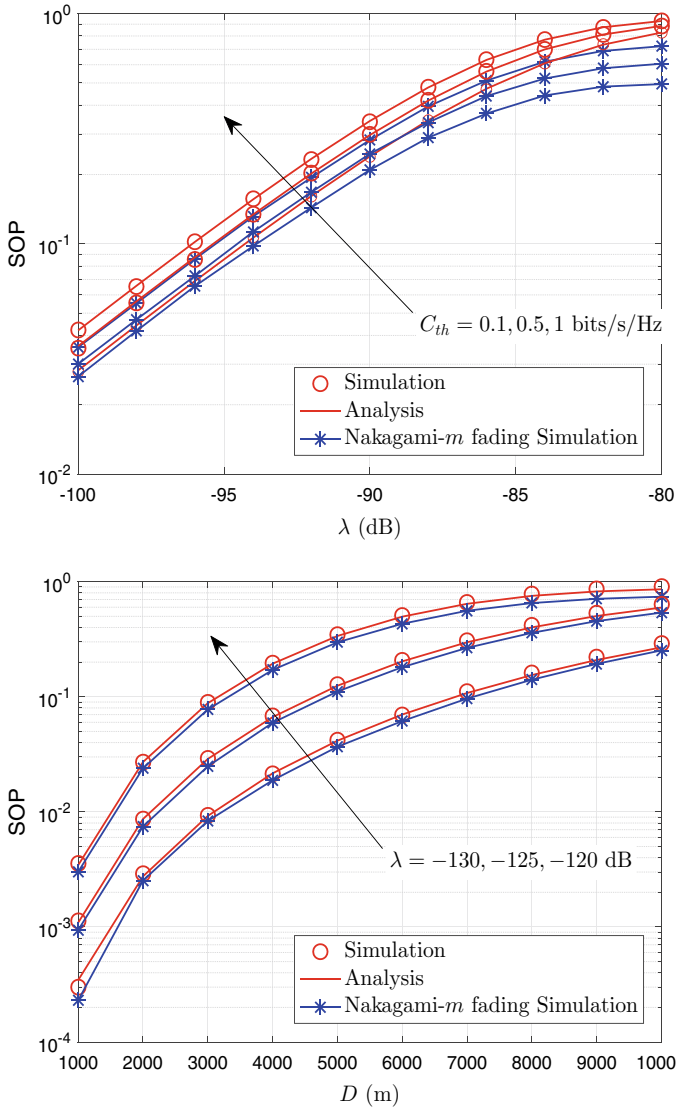 10^0
10^-1
10^-2
SOP
C_th = 0.1, 0.5, 1 bits/s/Hz
Simulation
Analysis
Nakagami-m fading Simulation
-100 -95 -90 -85 -80
λ (dB)
10^0
10^-1
10^-2
10^-3
10^-4
SOP
λ = −130, −125, −120 dB
Simulation
Analysis
Nakagami-m fading Simulation
1000 2000 3000 4000 5000 6000 7000 8000 9000 1000
D (m)